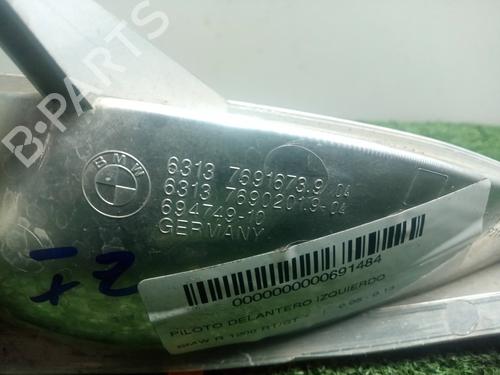 B-PARTS
BMW
6313 7691673.9 04
6313 7690201.9-04
694749-10
GERMANY
0000000000691484
PILOTO DELANTERO IZQUIERDO
BMW R 1200 RT/ST